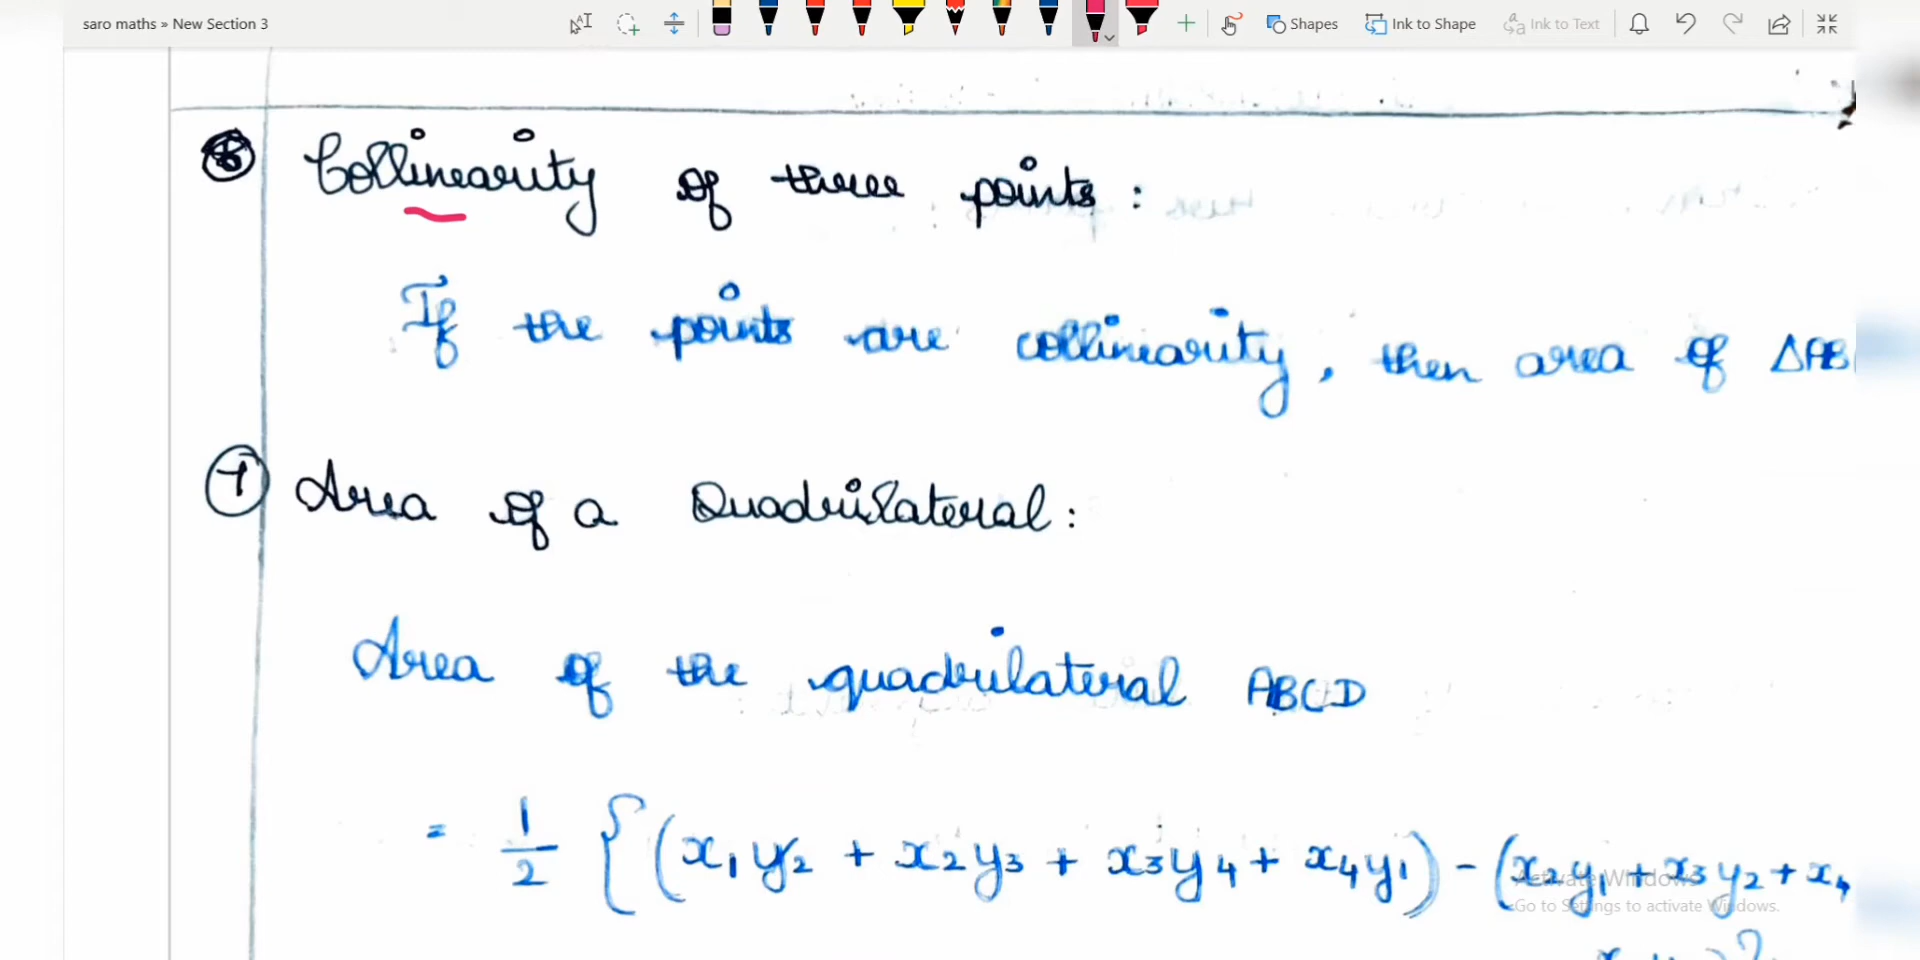 saro maths » New Section 3
Shapes
Ink to Shape
Ink to Text
Collinearity of three points :
If the points are collinearity, then area of ΔAB
7 Area of a Quadrilateral :
Area of the quadrilateral ABCD
= 1/2 { (x₁y₂ + x₂y₃ + x₃y₄ + x₄y₁) - (x₂y₁ + x₃y₂ + x₄
Activate Windows
Go to Settings to activate Windows.